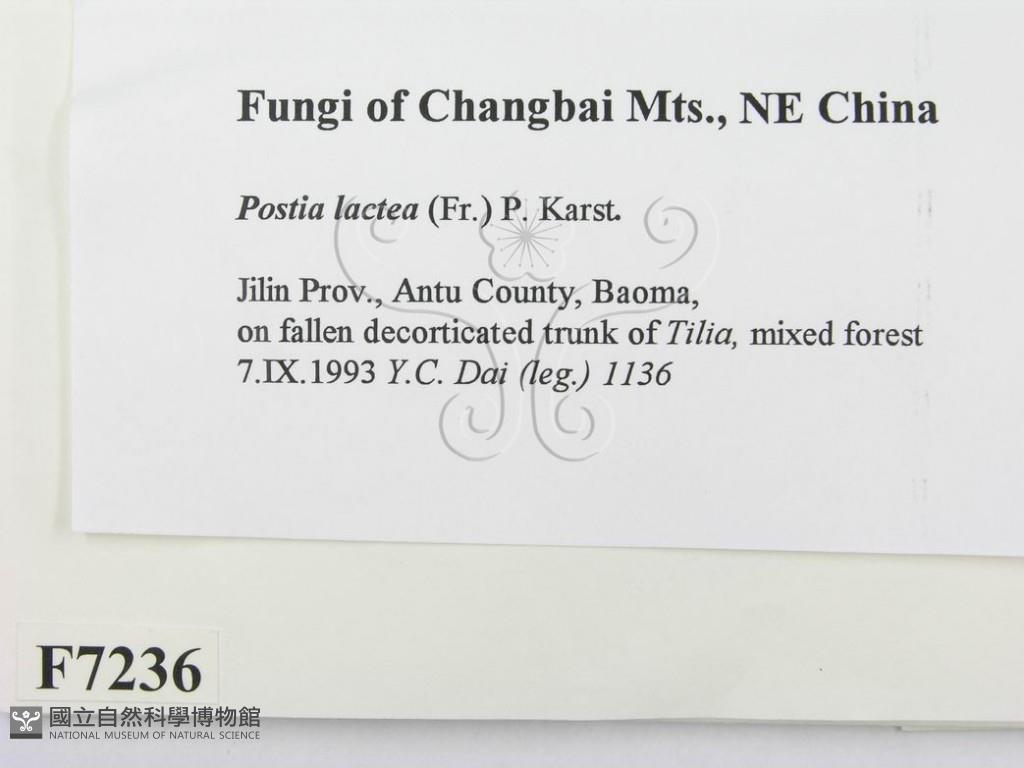 Fungi of Changbai Mts., NE China
Postia lactea (Fr.) P. Karst.
Jilin Prov., Antu County, Baoma,
on fallen decorticated trunk of Tilia, mixed forest
7.IX.1993 Y.C. Dai (leg.) 1136
F7236
國立自然科學博物館
NATIONAL MUSEUM OF NATURAL SCIENCE